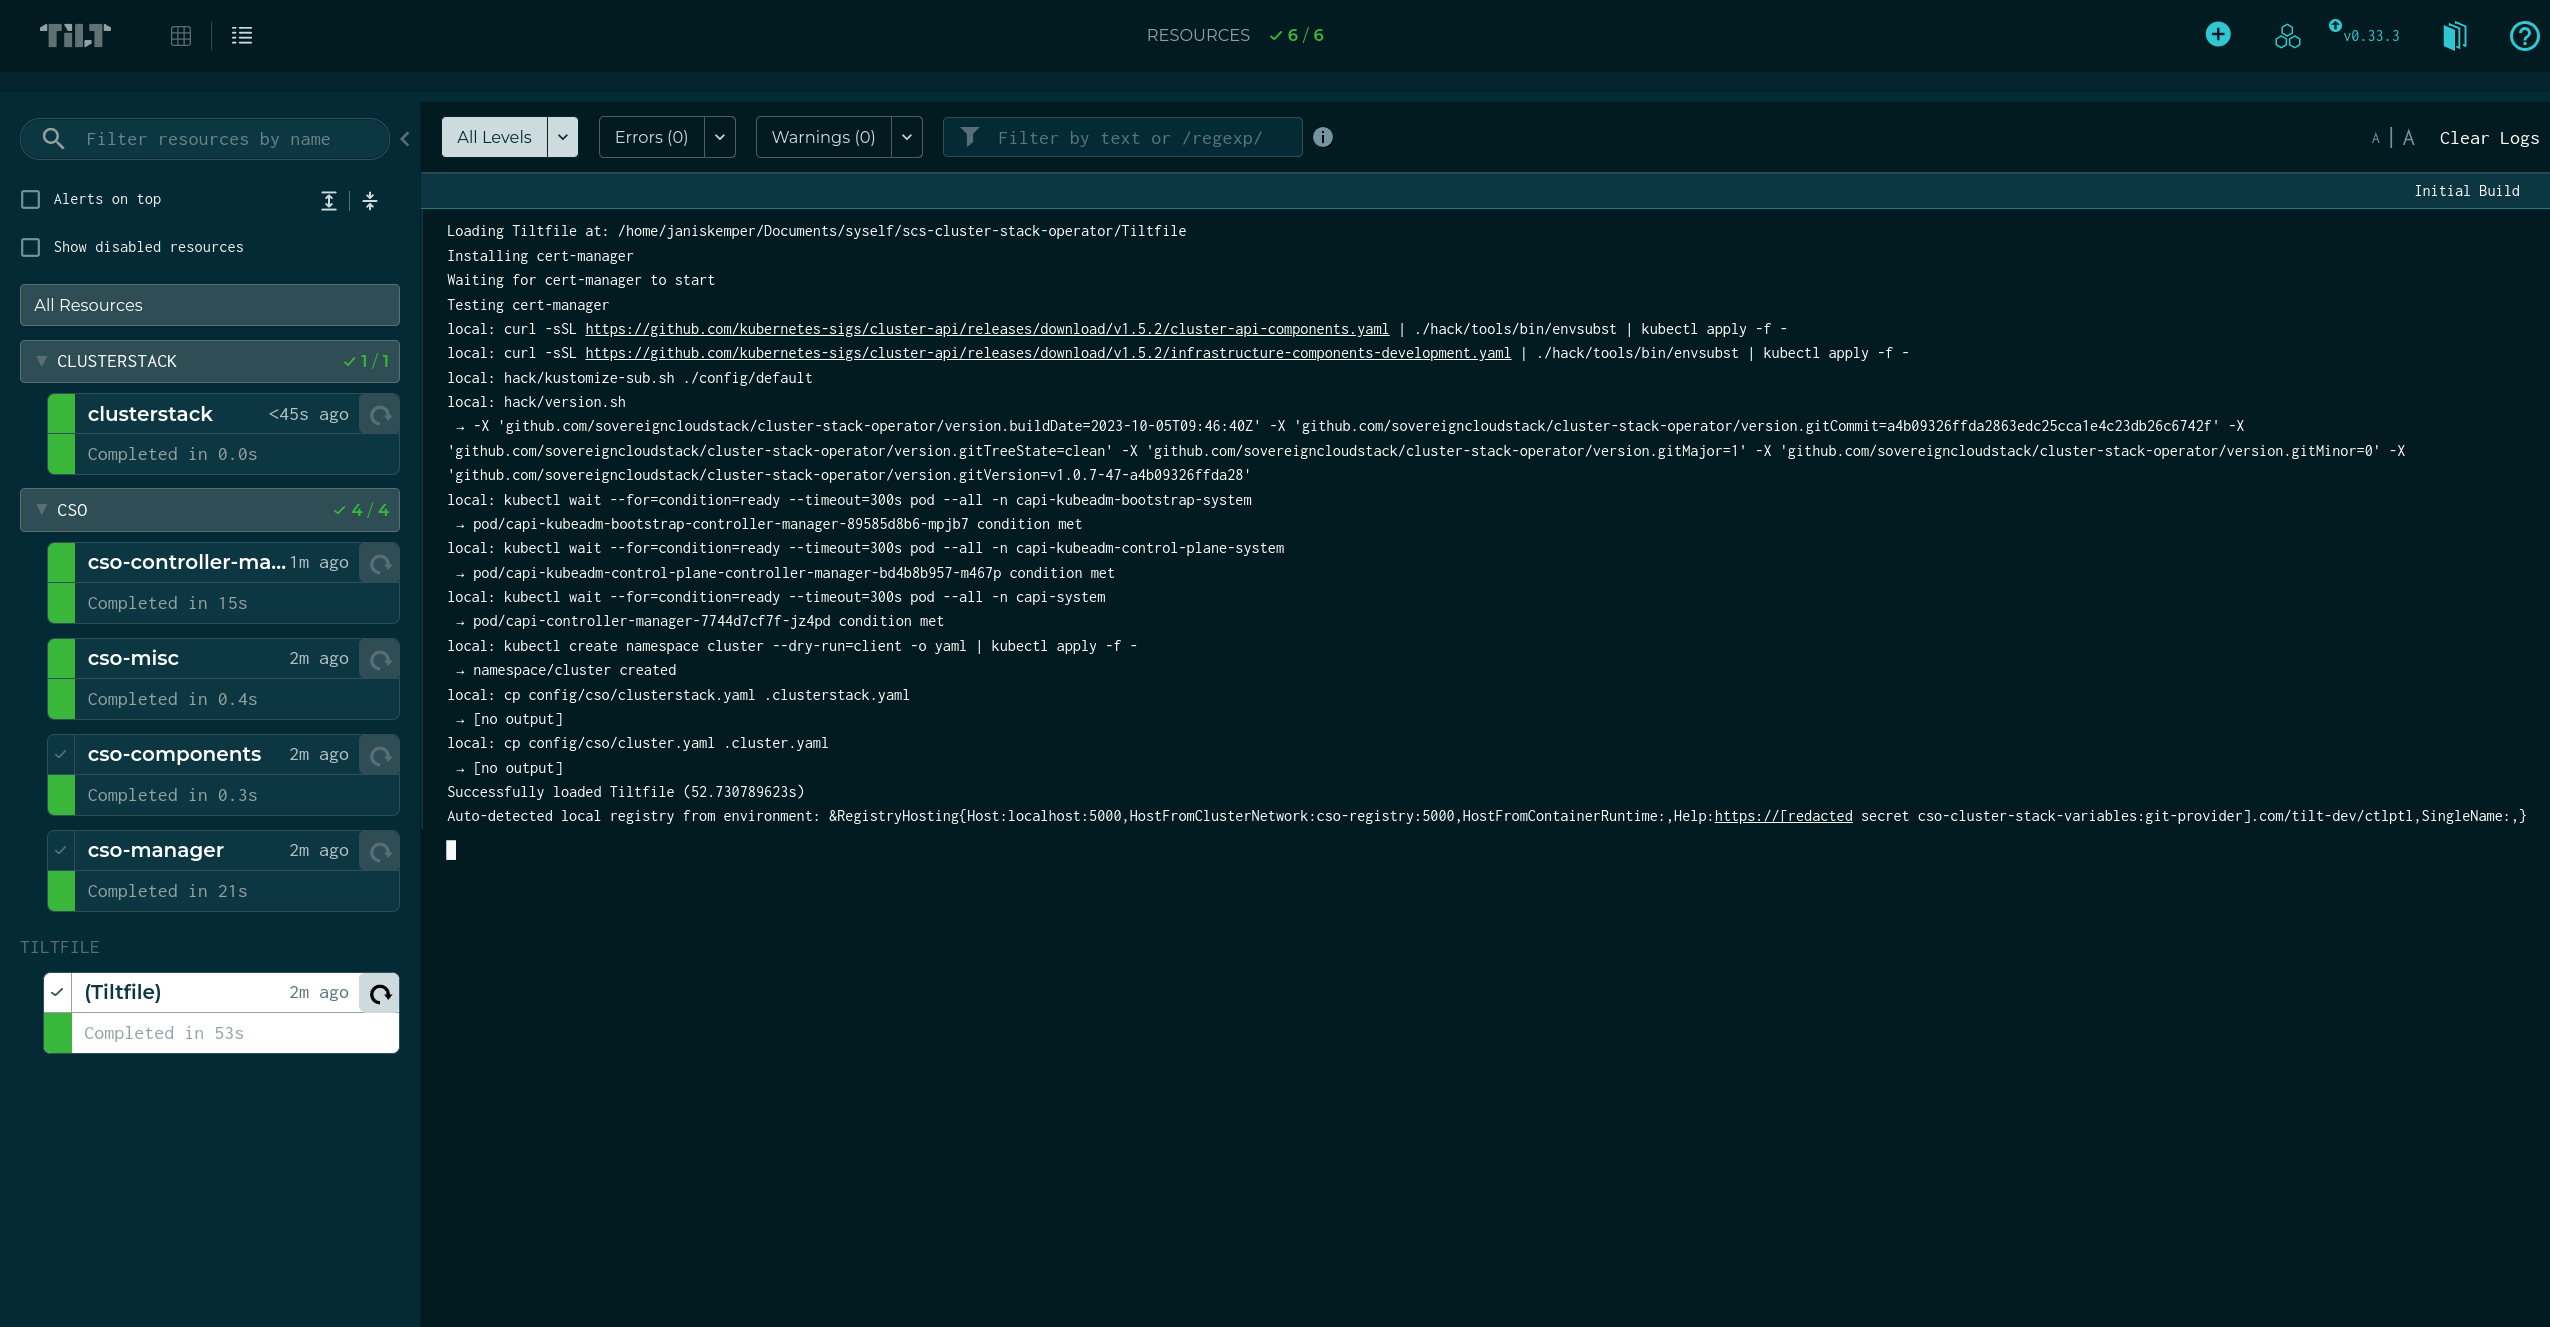 TiLT
RESOURCES 6 / 6
v0.33.3
Filter resources by name
Alerts on top
Show disabled resources
All Resources
CLUSTERSTACK 1 / 1
clusterstack <45s ago
Completed in 0.0s
CSO 4 / 4
cso-controller-ma... 1m ago
Completed in 15s
cso-misc 2m ago
Completed in 0.4s
cso-components 2m ago
Completed in 0.3s
cso-manager 2m ago
Completed in 21s
TILTFILE
(Tiltfile) 2m ago
Completed in 53s
All Levels Errors (0) Warnings (0) Filter by text or /regexp/ A | A Clear Logs
Initial Build
Loading Tiltfile at: /home/janiskemper/Documents/syself/scs-cluster-stack-operator/Tiltfile
Installing cert-manager
Waiting for cert-manager to start
Testing cert-manager
local: curl -sSL https://github.com/kubernetes-sigs/cluster-api/releases/download/v1.5.2/cluster-api-components.yaml | ./hack/tools/bin/envsubst | kubectl apply -f -
local: curl -sSL https://github.com/kubernetes-sigs/cluster-api/releases/download/v1.5.2/infrastructure-components-development.yaml | ./hack/tools/bin/envsubst | kubectl apply -f -
local: hack/kustomize-sub.sh ./config/default
local: hack/version.sh
→ -X 'github.com/sovereigncloudstack/cluster-stack-operator/version.buildDate=2023-10-05T09:46:40Z' -X 'github.com/sovereigncloudstack/cluster-stack-operator/version.gitCommit=a4b09326ffda2863edc25cca1e4c23db26c6742f' -X
'github.com/sovereigncloudstack/cluster-stack-operator/version.gitTreeState=clean' -X 'github.com/sovereigncloudstack/cluster-stack-operator/version.gitMajor=1' -X 'github.com/sovereigncloudstack/cluster-stack-operator/version.gitMinor=0' -X
'github.com/sovereigncloudstack/cluster-stack-operator/version.gitVersion=v1.0.7-47-a4b09326ffda28'
local: kubectl wait --for=condition=ready --timeout=300s pod --all -n capi-kubeadm-bootstrap-system
→ pod/capi-kubeadm-bootstrap-controller-manager-89585d8b6-mpjb7 condition met
local: kubectl wait --for=condition=ready --timeout=300s pod --all -n capi-kubeadm-control-plane-system
→ pod/capi-kubeadm-control-plane-controller-manager-bd4b8b957-m467p condition met
local: kubectl wait --for=condition=ready --timeout=300s pod --all -n capi-system
→ pod/capi-controller-manager-7744d7cf7f-jz4pd condition met
local: kubectl create namespace cluster --dry-run=client -o yaml | kubectl apply -f -
→ namespace/cluster created
local: cp config/cso/clusterstack.yaml .clusterstack.yaml
→ [no output]
local: cp config/cso/cluster.yaml .cluster.yaml
→ [no output]
Successfully loaded Tiltfile (52.730789623s)
Auto-detected local registry from environment: &RegistryHosting{Host:localhost:5000,HostFromClusterNetwork:cso-registry:5000,HostFromContainerRuntime:,Help:https://[redacted secret cso-cluster-stack-variables:git-provider].com/tilt-dev/ctlptl,SingleName:,}